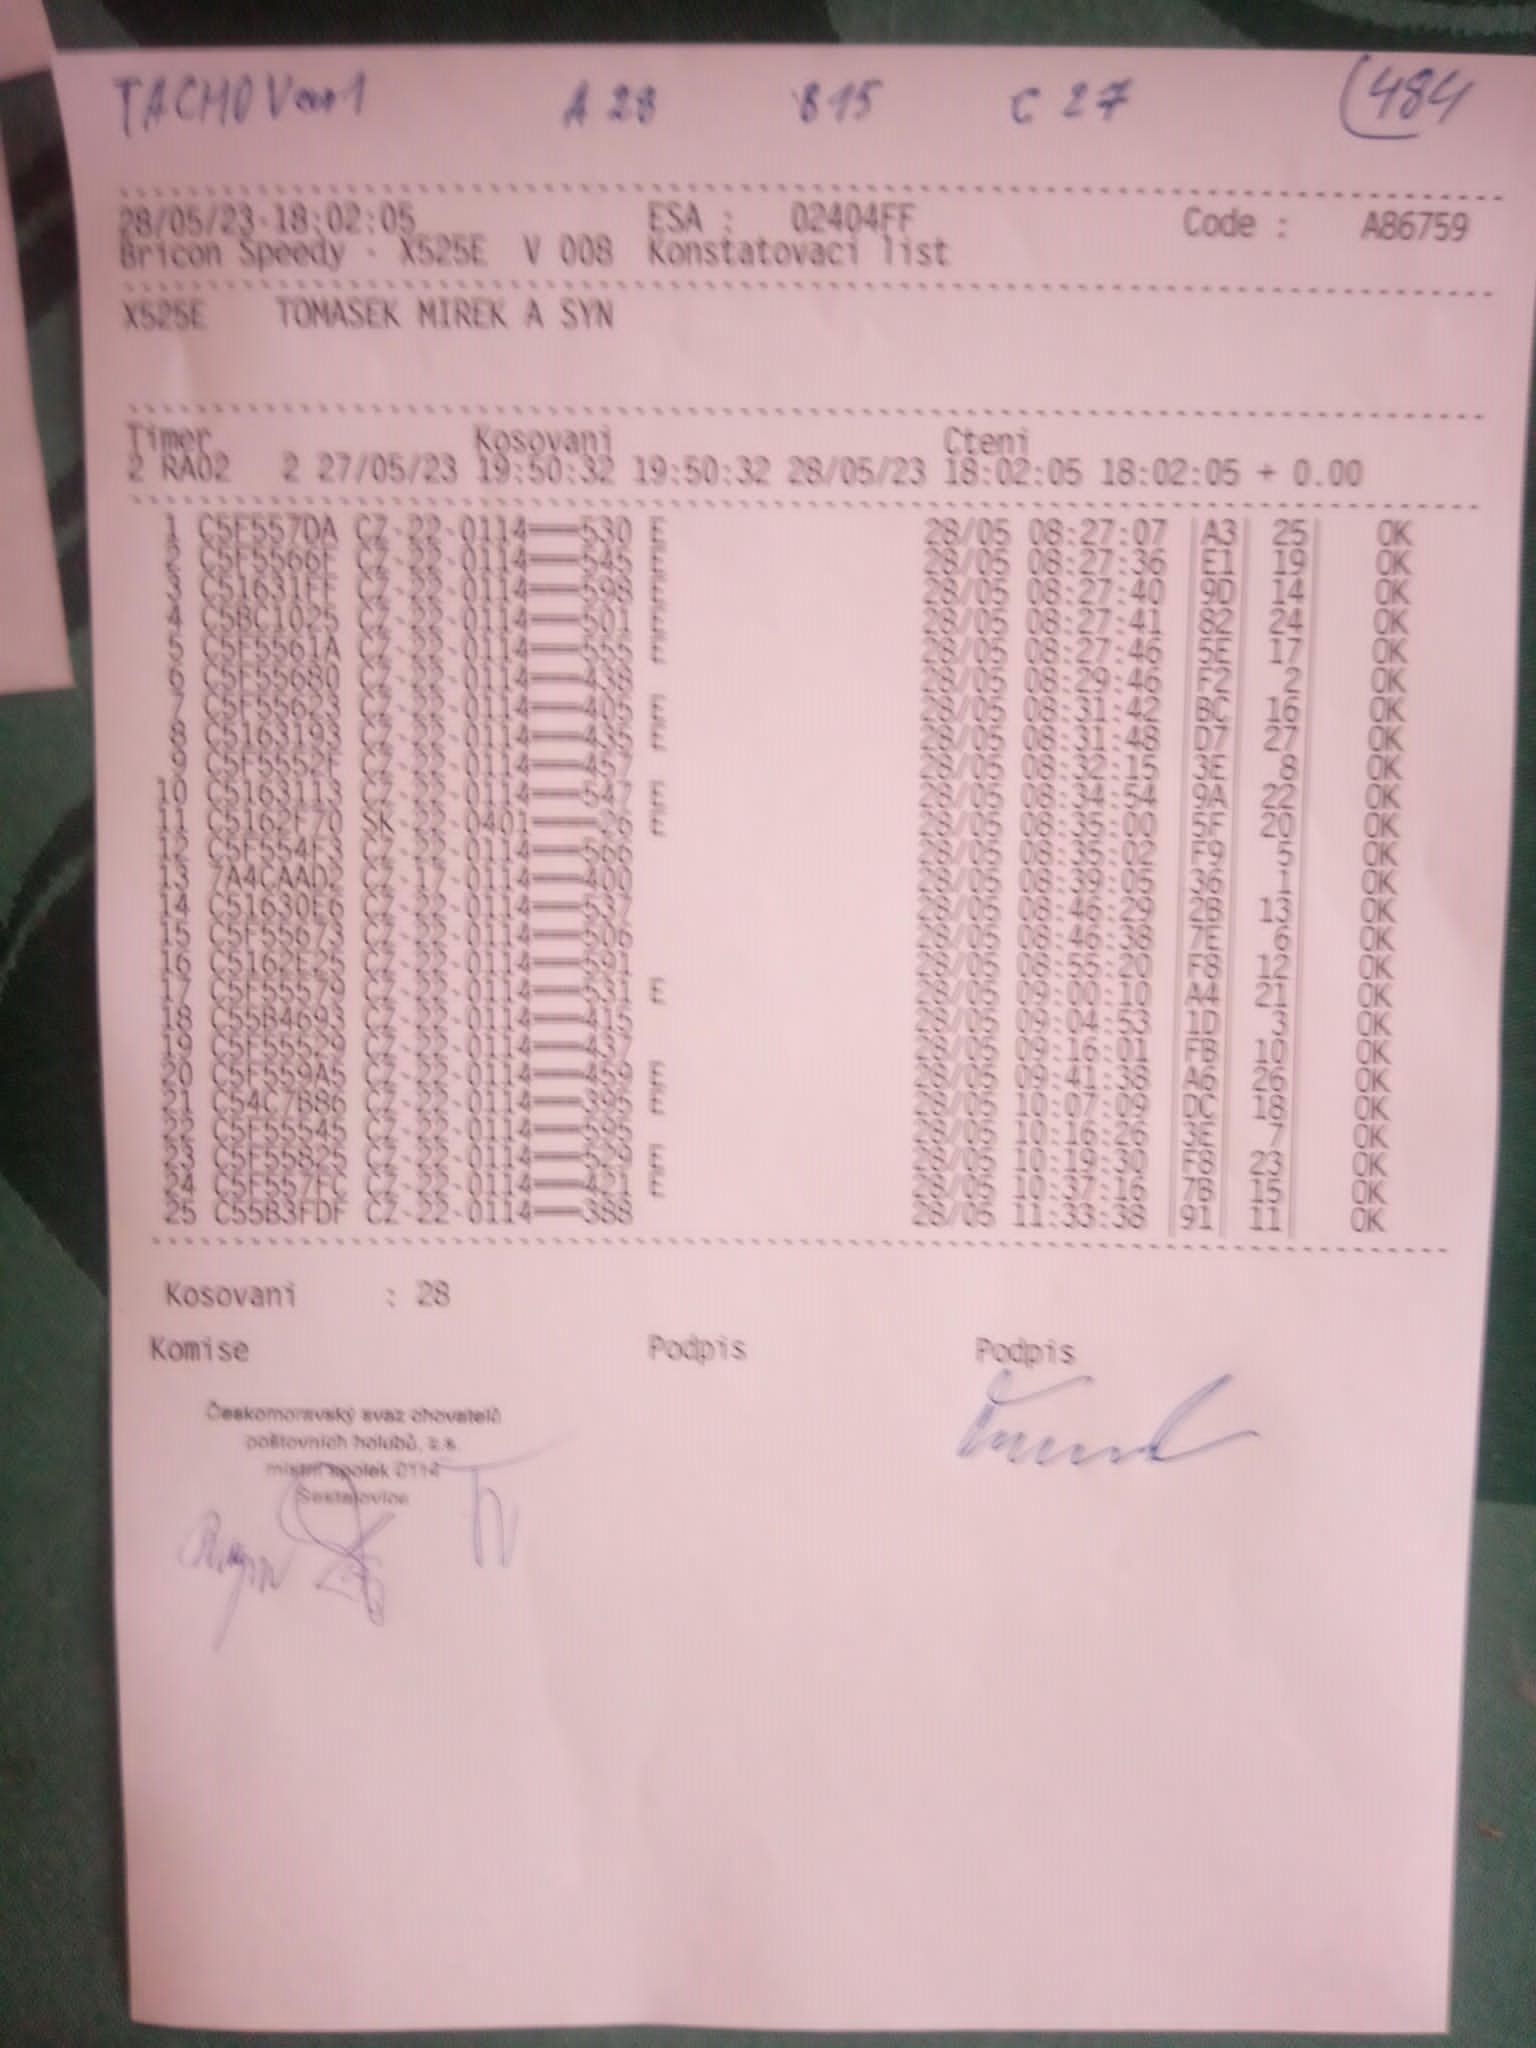 TACHOV A 28 B 15 C 27 484
28/05/23-18:02:05 ESA : 02404FF Code : A86759
Bricon Speedy - X525E V 008 Konstatovaci list
X525E TOMASEK MIREK A SYN
Timer Kosovani Cteni
2 RA02 2 27/05/23 19:50:32 19:50:32 28/05/23 18:02:05 18:02:05 + 0.00
1 C5F557DA CZ-22-0114 530 E 28/05 08:27:07 A3 25 OK
2 C5F5566F CZ-22-0114 545 E 28/05 08:27:36 E1 19 OK
3 C51631FF CZ-22-0114 598 E 28/05 08:27:40 9D 14 OK
4 C5BC1025 CZ-22-0114 501 E 28/05 08:27:41 82 24 OK
5 C5F5561A CZ-22-0114 555 E 28/05 08:27:46 5E 17 OK
6 C5F55680 CZ-22-0114 438 28/05 08:29:46 F2 2 OK
7 C5F55623 CZ-22-0114 405 E 28/05 08:31:42 BC 16 OK
8 C5163193 CZ-22-0114 435 E 28/05 08:31:48 D7 27 OK
9 C5F5552F CZ-22-0114 457 28/05 08:32:15 3E 8 OK
10 C5163113 CZ-22-0114 547 E 28/05 08:34:54 9A 22 OK
11 C5162F70 SK-22-0401 26 E 28/05 08:35:00 5F 20 OK
12 C5F554F3 CZ-22-0114 566 28/05 08:35:02 F9 5 OK
13 7A4CAAD2 CZ-17-0114 400 28/05 08:39:05 36 1 OK
14 C51630E6 CZ-22-0114 537 28/05 08:46:29 2B 13 OK
15 C5F55673 CZ-22-0114 506 28/05 08:46:38 7E 6 OK
16 C5162E25 CZ-22-0114 591 28/05 08:55:20 F8 12 OK
17 C5F55579 CZ-22-0114 531 E 28/05 09:00:10 A4 21 OK
18 C55B4693 CZ-22-0114 415 28/05 09:04:53 1D 3 OK
19 C5F55529 CZ-22-0114 437 28/05 09:16:01 FB 10 OK
20 C5F559A5 CZ-22-0114 459 E 28/05 09:41:38 A6 26 OK
21 C54C7B86 CZ-22-0114 395 E 28/05 10:07:09 DC 18 OK
22 C5F55545 CZ-22-0114 595 28/05 10:16:26 3E 7 OK
23 C5F55825 CZ-22-0114 529 E 28/05 10:19:30 F8 23 OK
24 C5F557FC CZ-22-0114 421 E 28/05 10:37:16 7B 15 OK
25 C55B3FDF CZ-22-0114 388 28/05 11:33:38 91 11 OK
Kosovani : 28
Komise Podpis Podpis
Českomoravský svaz chovatelů
poštovních holubů, z.s.
místní spolek 0114
Šestajovice